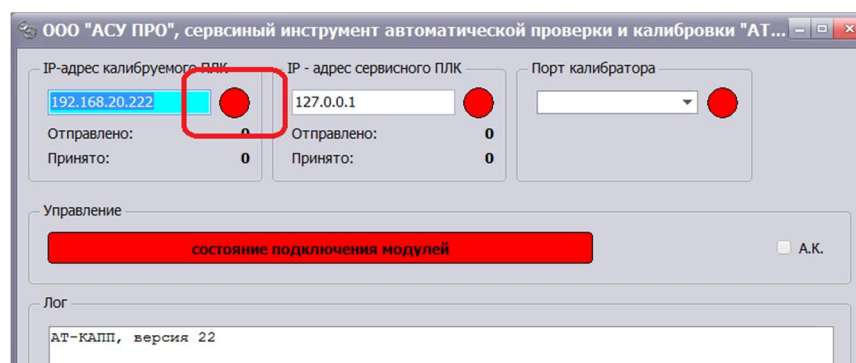 ООО "АСУ ПРО", сервсиный инструмент автоматической проверки и калибровки "АТ...
IP-адрес калибруемого ПЛК
IP - адрес сервисного ПЛК
Порт калибратора
192.168.20.222
127.0.0.1
Отправлено: 0
Отправлено: 0
Принято: 0
Принято: 0
Управление
состояние подключения модулей
А.К.
Лог
АТ-КАПП, версия 22